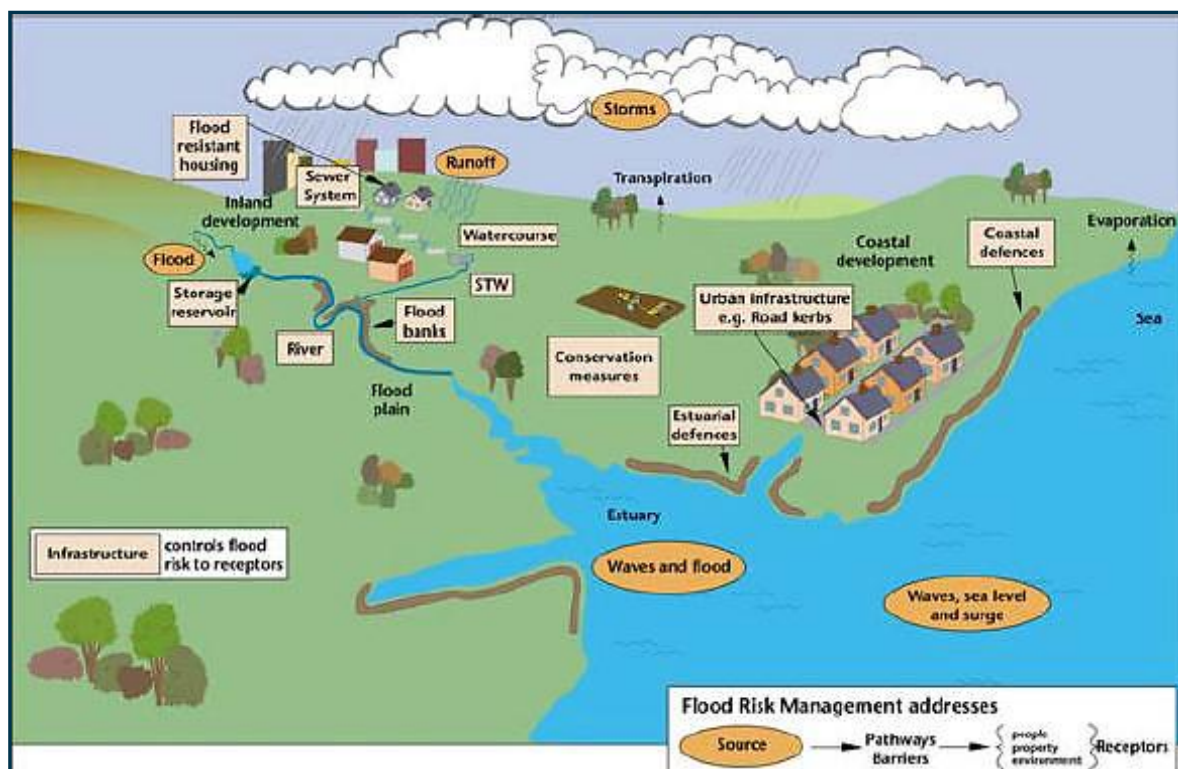 Storms
Flood
resistant
housing
Runoff
Sewer
System
Transpiration
Inland
development
Evaporation
Watercourse
Coastal
defences
Coastal
development
Flood
STW
Storage
reservoir
Urban infrastructure
e.g. Road kerbs
Flood
banks
Sea
River
Conservation
measures
Flood
plain
Estuarial
defences
Estuary
Infrastructure
controls flood
risk to receptors
Waves and flood
Waves, sea level
and surge
Flood Risk Management addresses
Source
Pathways
Barriers
people
property
environment
Receptors